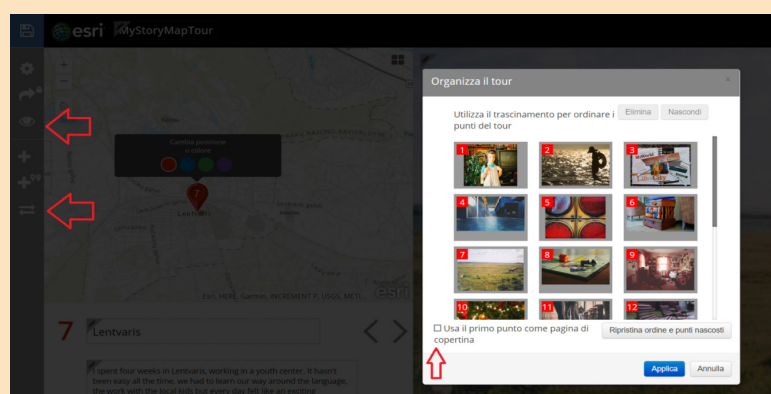 esri MyStoryMapTour
Cambia posizione
o colore
7
Lentvaris
Esri, HERE, Garmin, INCREMENT P, USGS, METI...
esri
7 Lentvaris
I spent four weeks in Lentvaris, working in a youth center. It hasn't
been easy all the time, we had to learn our way around the language,
the work with the local kids but every day felt like an exciting
Organizza il tour ×
Utilizza il trascinamento per ordinare i
punti del tour
Elimina Nascondi
1 2 3
4 5 6
7 8 9
10 11 12
Usa il primo punto come pagina di
copertina
Ripristina ordine e punti nascosti
Applica Annulla